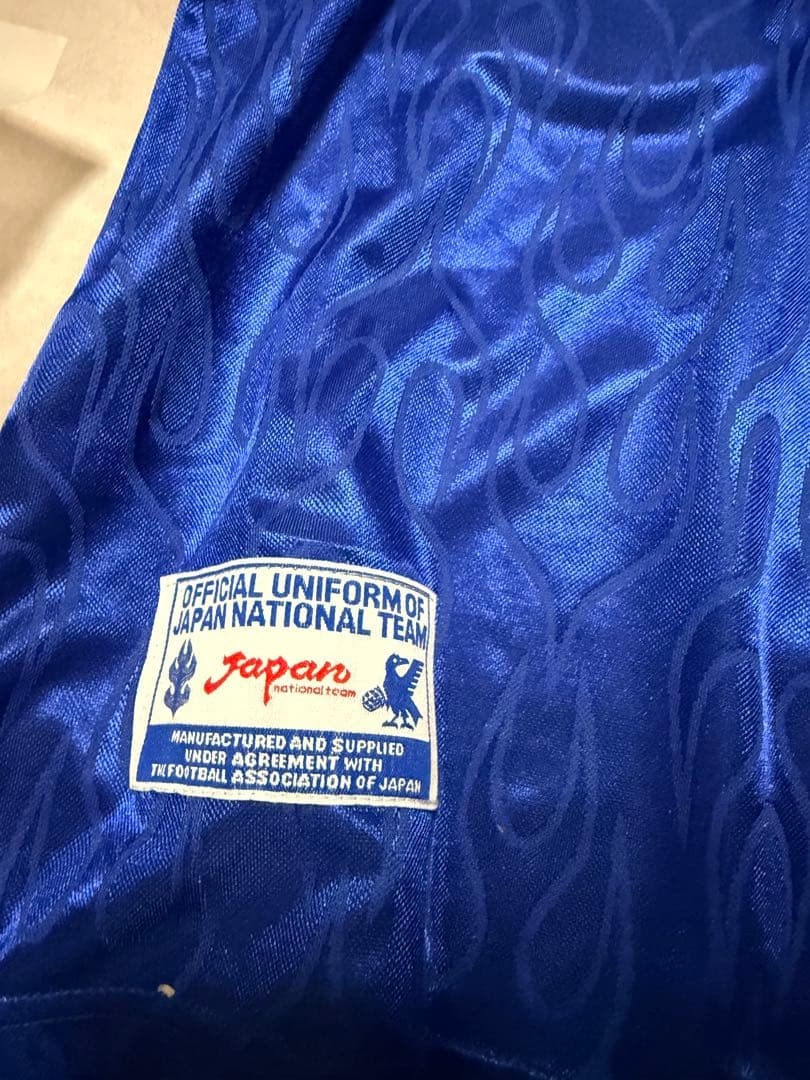 OFFICIAL UNIFORM OF
JAPAN NATIONAL TEAM
Japan
national team
MANUFACTURED AND SUPPLIED
UNDER AGREEMENT WITH
THE FOOTBALL ASSOCIATION OF JAPAN